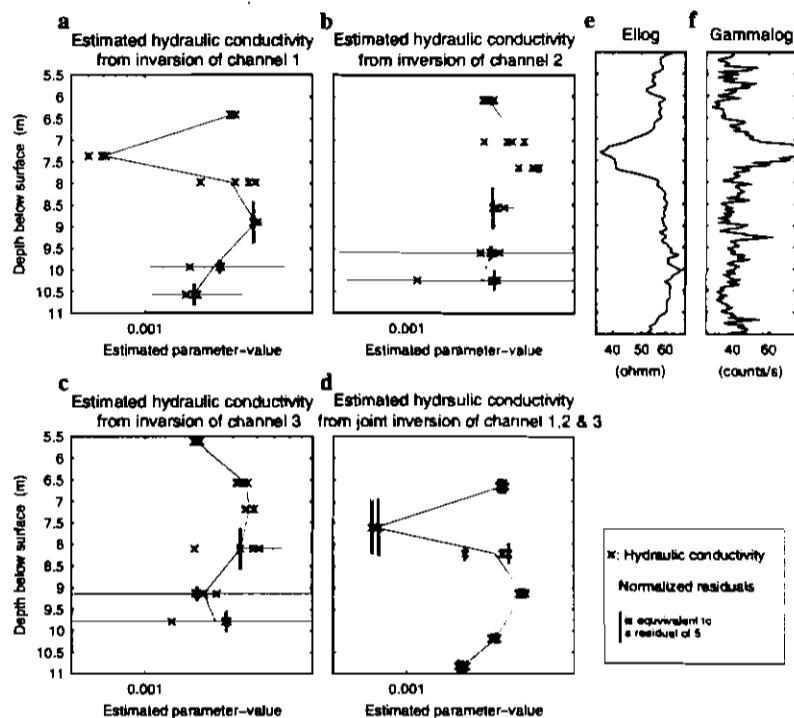 a
Estimated hydraulic conductivity
from inversion of channel 1
b
Estimated hydraulic conductivity
from inversion of channel 2
e
Ellog
f
Gammalog
Depth below surface (m)
5.5
6
6.5
7
7.5
8
8.5
9
9.5
10
10.5
11
0.001
Estimated parameter-value
0.001
Estimated parameter-value
40 50 60
(ohmm)
40 60
(counts/s)
c
Estimated hydraulic conductivity
from inversion of channel 3
d
Estimated hydraulic conductivity
from joint inversion of channel 1,2 & 3
Depth below surface (m)
5.5
6
6.5
7
7.5
8
8.5
9
9.5
10
10.5
11
0.001
Estimated parameter-value
0.001
Estimated parameter-value
x: Hydraulic conductivity
Normalized residuals
is equivalent to
a residual of 5